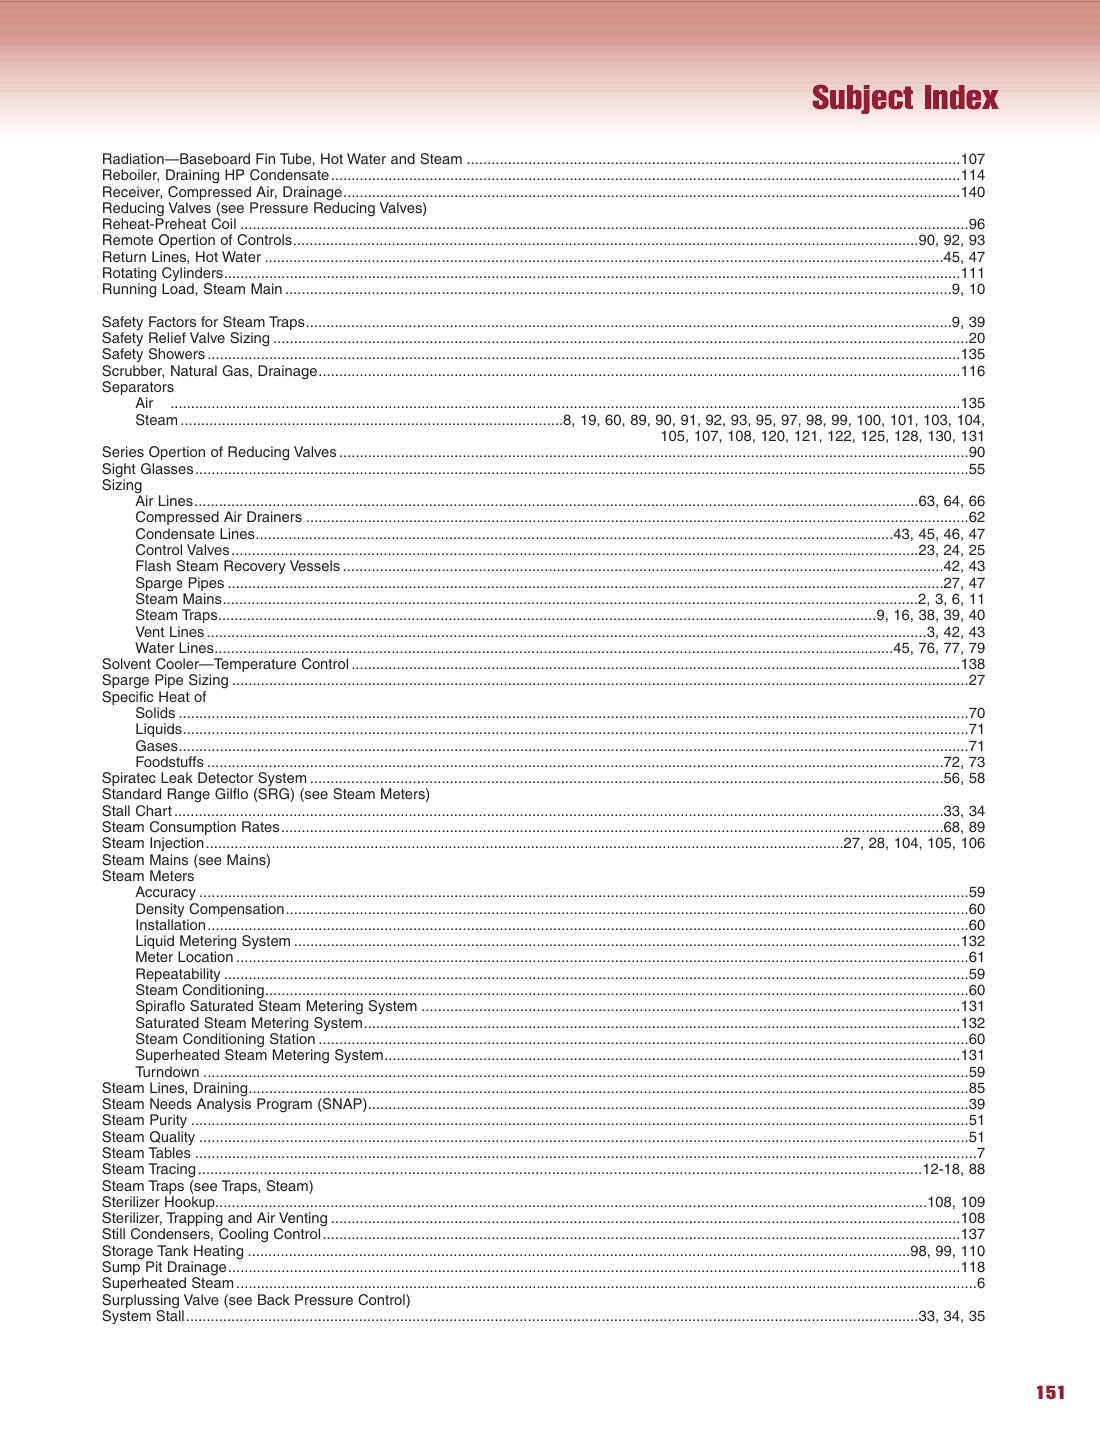 Subject Index
Radiation—Baseboard Fin Tube, Hot Water and Steam ....................107
Reboiler, Draining HP Condensate....................114
Receiver, Compressed Air, Drainage....................140
Reducing Valves (see Pressure Reducing Valves)
Reheat-Preheat Coil ....................96
Remote Opertion of Controls....................90, 92, 93
Return Lines, Hot Water ....................45, 47
Rotating Cylinders....................111
Running Load, Steam Main ....................9, 10
Safety Factors for Steam Traps....................9, 39
Safety Relief Valve Sizing ....................20
Safety Showers ....................135
Scrubber, Natural Gas, Drainage....................116
Separators
Air ....................135
Steam ....................8, 19, 60, 89, 90, 91, 92, 93, 95, 97, 98, 99, 100, 101, 103, 104,
105, 107, 108, 120, 121, 122, 125, 128, 130, 131
Series Opertion of Reducing Valves ....................90
Sight Glasses....................55
Sizing
Air Lines....................63, 64, 66
Compressed Air Drainers ....................62
Condensate Lines....................43, 45, 46, 47
Control Valves....................23, 24, 25
Flash Steam Recovery Vessels ....................42, 43
Sparge Pipes ....................27, 47
Steam Mains....................2, 3, 6, 11
Steam Traps....................9, 16, 38, 39, 40
Vent Lines ....................3, 42, 43
Water Lines....................45, 76, 77, 79
Solvent Cooler—Temperature Control ....................138
Sparge Pipe Sizing ....................27
Specific Heat of
Solids ....................70
Liquids....................71
Gases....................71
Foodstuffs ....................72, 73
Spiratec Leak Detector System ....................56, 58
Standard Range Gilflo (SRG) (see Steam Meters)
Stall Chart ....................33, 34
Steam Consumption Rates....................68, 89
Steam Injection....................27, 28, 104, 105, 106
Steam Mains (see Mains)
Steam Meters
Accuracy ....................59
Density Compensation....................60
Installation....................60
Liquid Metering System ....................132
Meter Location ....................61
Repeatability ....................59
Steam Conditioning....................60
Spiraflo Saturated Steam Metering System ....................131
Saturated Steam Metering System....................132
Steam Conditioning Station ....................60
Superheated Steam Metering System....................131
Turndown ....................59
Steam Lines, Draining....................85
Steam Needs Analysis Program (SNAP)....................39
Steam Purity ....................51
Steam Quality ....................51
Steam Tables ....................7
Steam Tracing ....................12-18, 88
Steam Traps (see Traps, Steam)
Sterilizer Hookup....................108, 109
Sterilizer, Trapping and Air Venting ....................108
Still Condensers, Cooling Control....................137
Storage Tank Heating ....................98, 99, 110
Sump Pit Drainage....................118
Superheated Steam ....................6
Surplussing Valve (see Back Pressure Control)
System Stall....................33, 34, 35
151